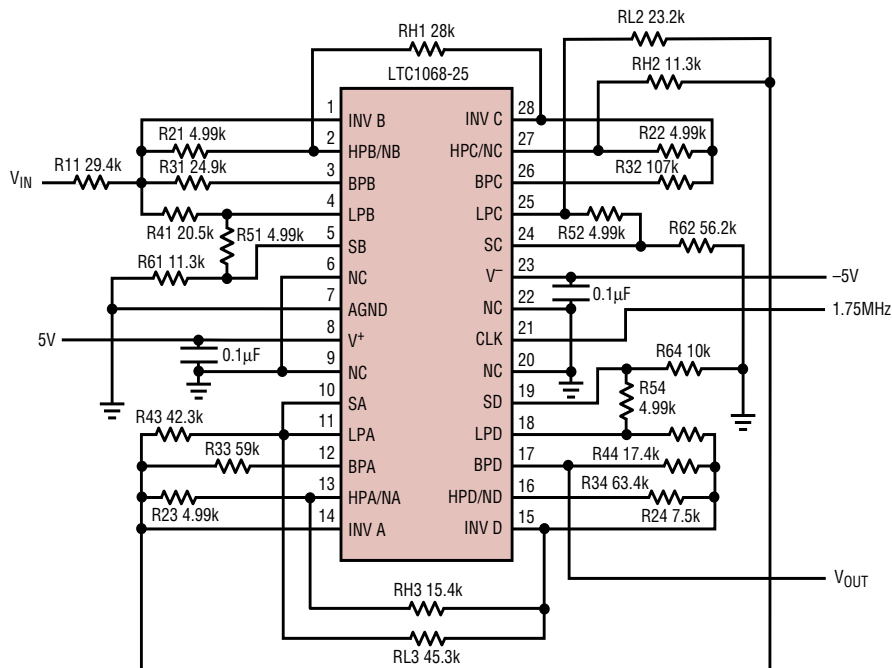 RL2 23.2k
RH1 28k
RH2 11.3k
LTC1068-25
1 INV B
INV C 28
R21 4.99k
2 HPB/NB
HPC/NC 27
R22 4.99k
R11 29.4k
VIN
R31 24.9k
3 BPB
BPC 26
R32 107k
R41 20.5k
4 LPB
LPC 25
R51 4.99k
R52 4.99k
R62 56.2k
5 SB
SC 24
R61 11.3k
6 NC
V– 23
–5V
0.1µF
7 AGND
NC 22
1.75MHz
5V
8 V+
CLK 21
0.1µF
9 NC
NC 20
R64 10k
10 SA
SD 19
R54
4.99k
R43 42.3k
11 LPA
LPD 18
R33 59k
12 BPA
BPD 17
R44 17.4k
R23 4.99k
13 HPA/NA
HPD/ND 16
R34 63.4k
14 INV A
INV D 15
R24 7.5k
VOUT
RH3 15.4k
RL3 45.3k